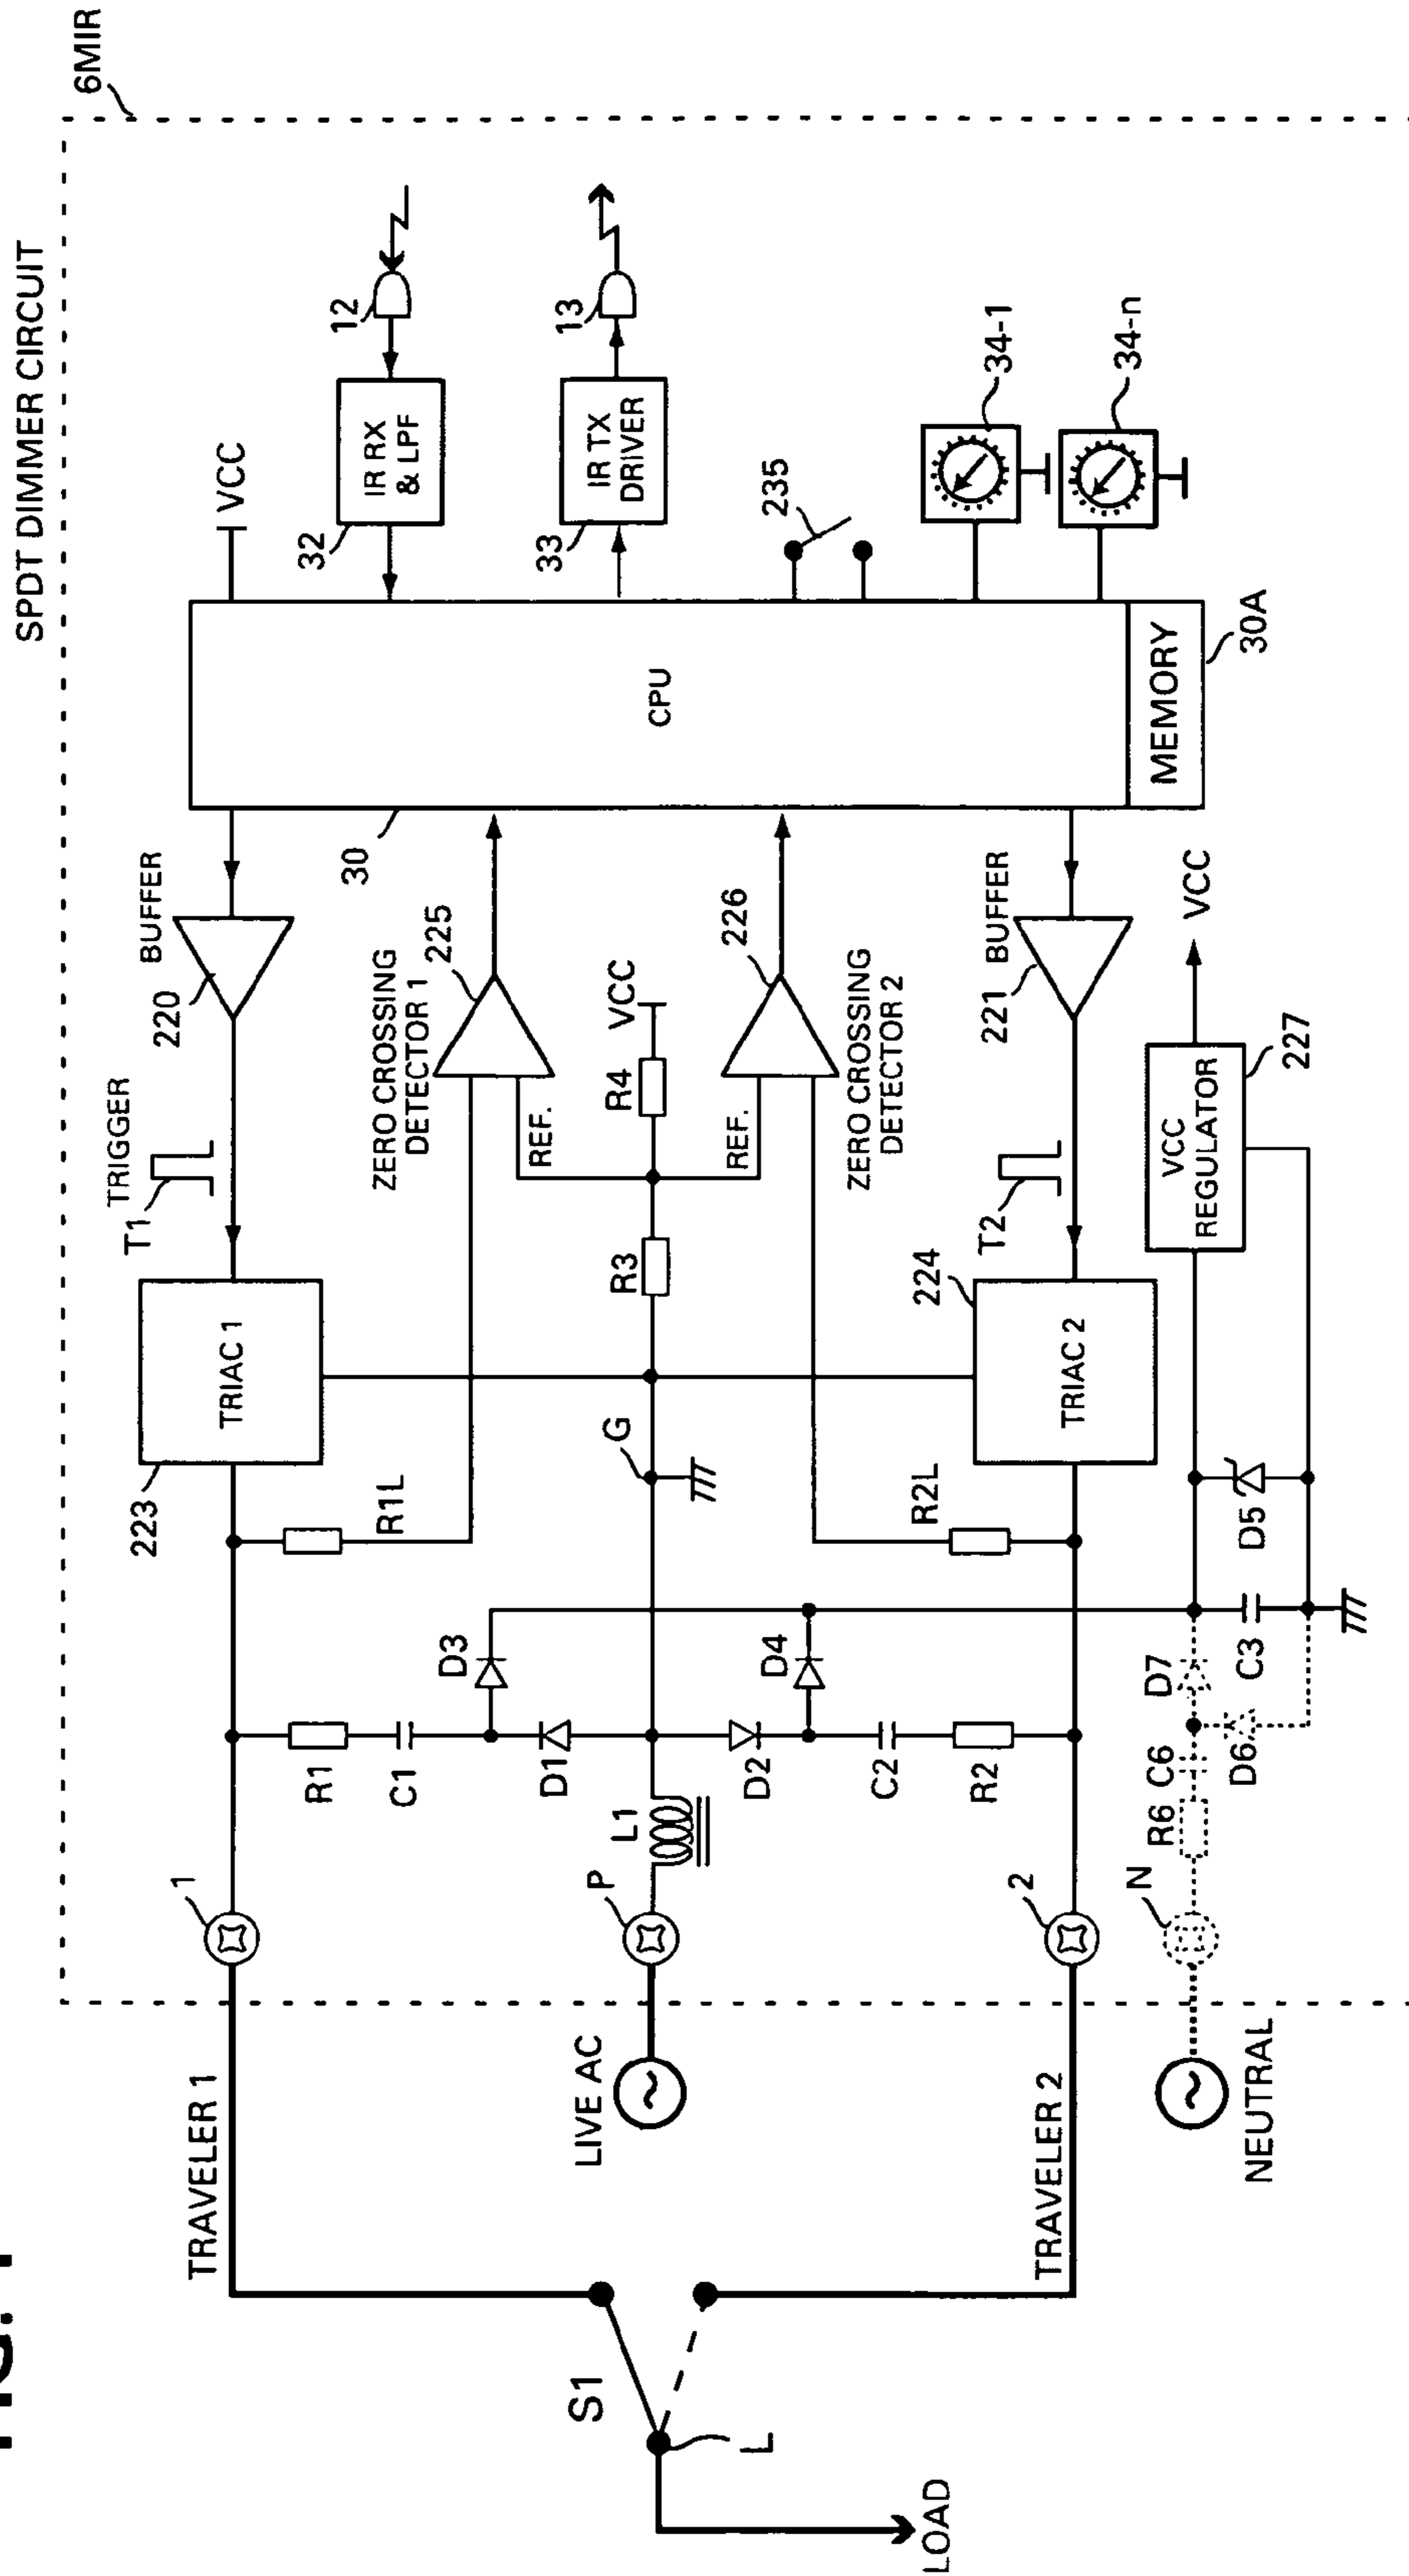 SPDT DIMMER CIRCUIT
6MIR
TRAVELER 1
1
223
TRIAC 1
T1
TRIGGER
220
BUFFER
VCC
R1
C1
R1L
D3
D1
ZERO CROSSING
DETECTOR 1
225
30
32
IR RX
& LPF
12
S1
L
LOAD
LIVE AC
P
L1
G
R3
REF.
R4
VCC
CPU
33
IR TX
DRIVER
13
D2
D4
C2
R2
R2L
REF.
226
ZERO CROSSING
DETECTOR 2
235
TRAVELER 2
2
224
TRIAC 2
T2
221
BUFFER
34-1
34-n
MEMORY
30A
NEUTRAL
N
R6
C6
D7
D6
C3
D5
VCC
REGULATOR
227
VCC